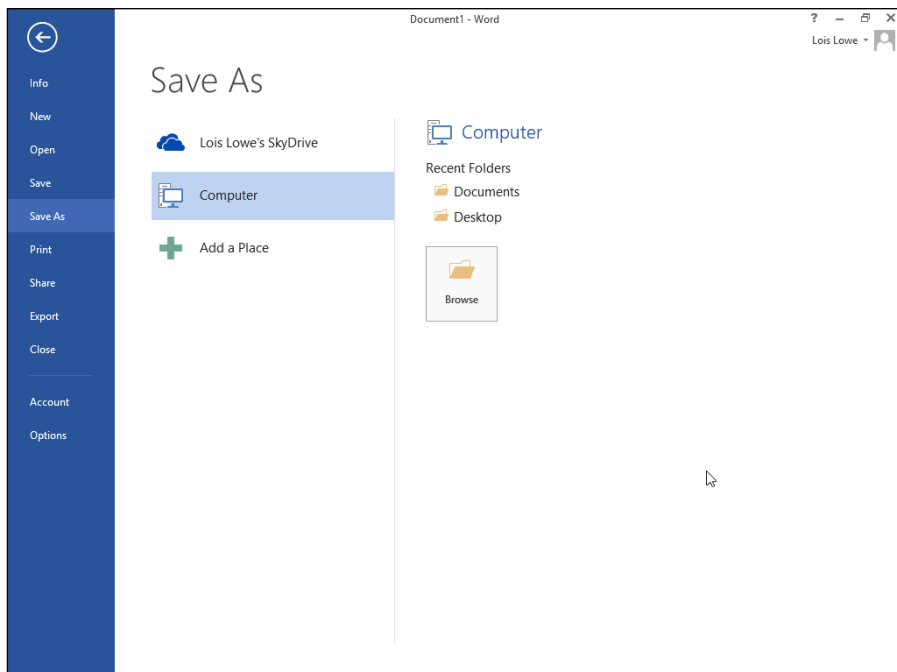 Document1 - Word
?
Lois Lowe
Info
New
Open
Save
Save As
Print
Share
Export
Close
Account
Options
Save As
Lois Lowe's SkyDrive
Computer
Add a Place
Computer
Recent Folders
Documents
Desktop
Browse